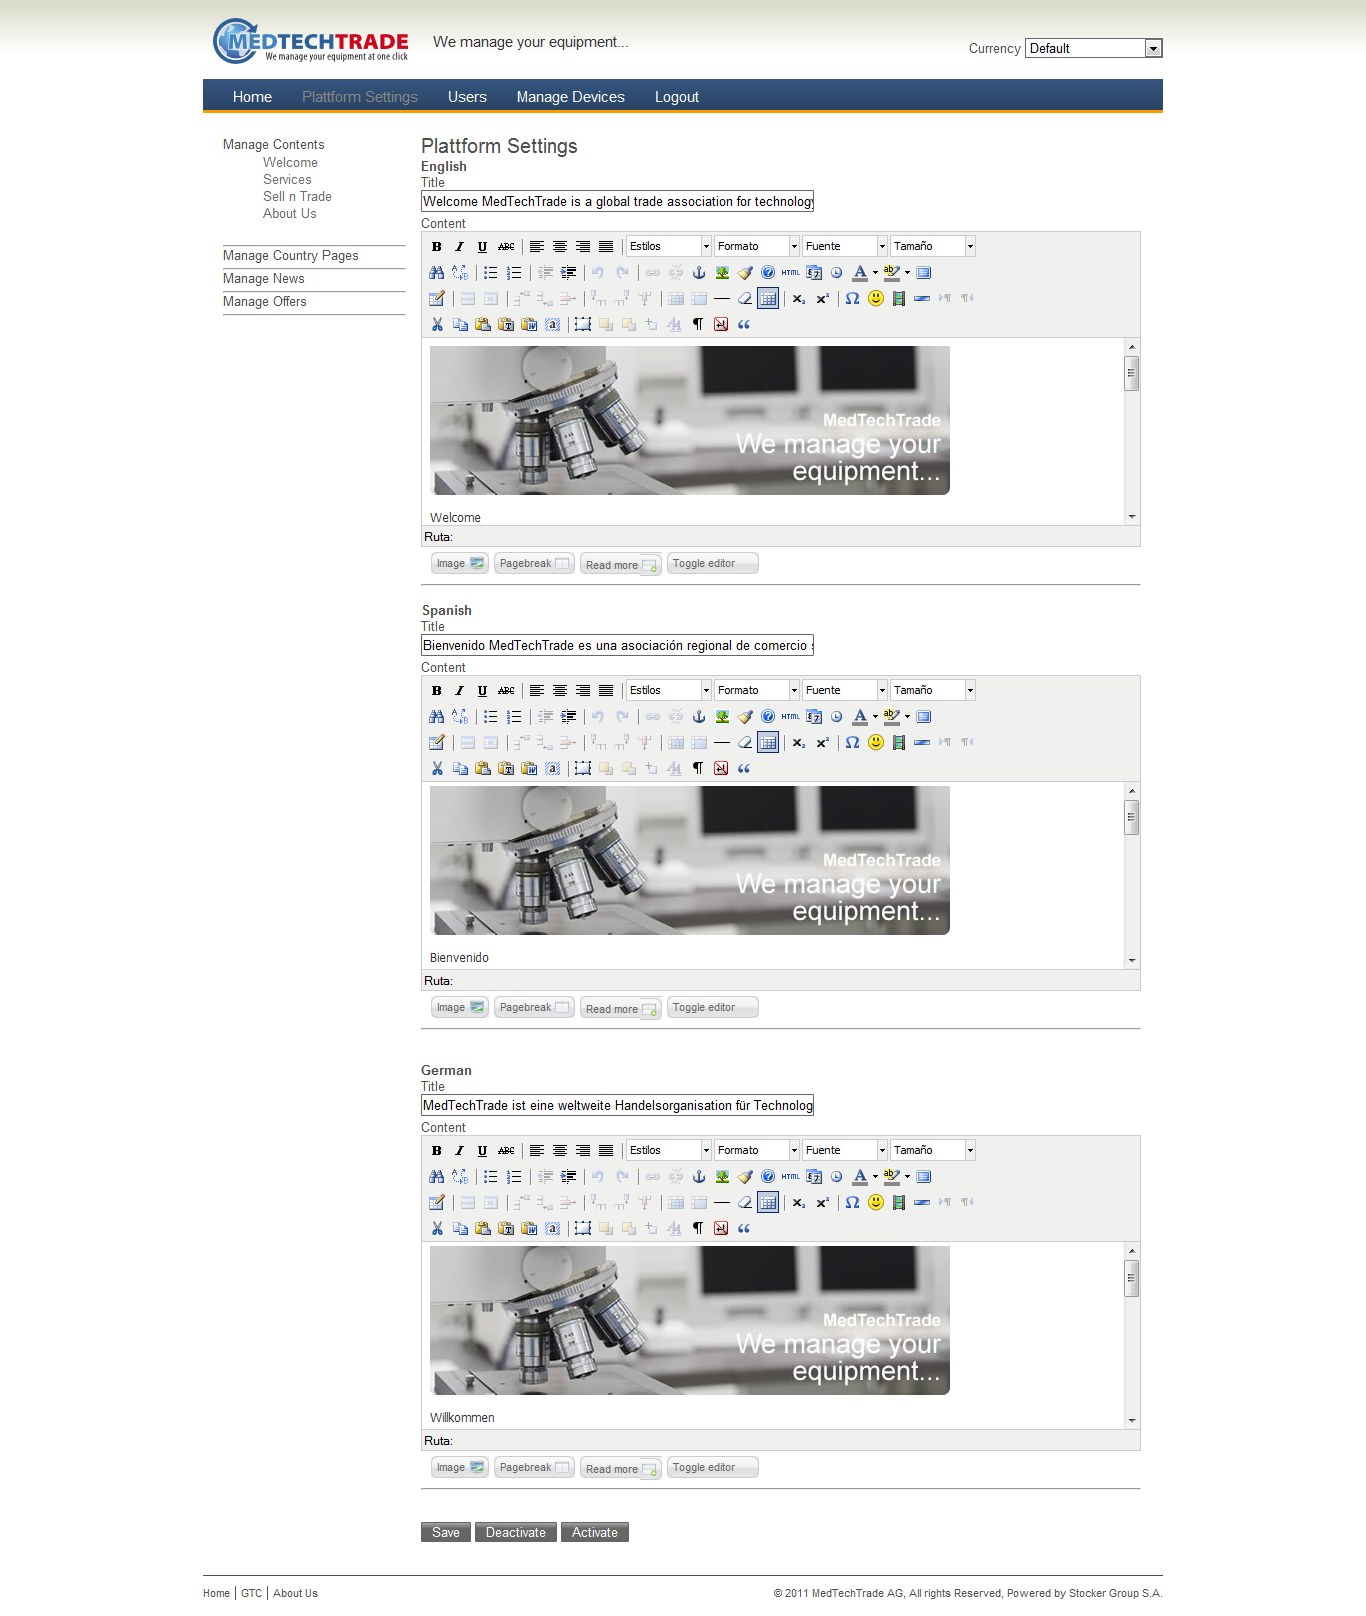 MEDTECHTRADE
We manage your equipment at one click
We manage your equipment...
Currency Default
Home Plattform Settings Users Manage Devices Logout
Manage Contents
Welcome
Services
Sell n Trade
About Us
Manage Country Pages
Manage News
Manage Offers
Plattform Settings
English
Title
Welcome MedTechTrade is a global trade association for technology
Content
B I U ABC Estilos Formato Fuente Tamaño
HTML A ab
MedTechTrade
We manage your
equipment...
Welcome
Ruta:
Image Pagebreak Read more Toggle editor
Spanish
Title
Bienvenido MedTechTrade es una asociación regional de comercio
Content
B I U ABC Estilos Formato Fuente Tamaño
HTML A ab
MedTechTrade
We manage your
equipment...
Bienvenido
Ruta:
Image Pagebreak Read more Toggle editor
German
Title
MedTechTrade ist eine weltweite Handelsorganisation für Technolog
Content
B I U ABC Estilos Formato Fuente Tamaño
HTML A ab
MedTechTrade
We manage your
equipment...
Willkommen
Ruta:
Image Pagebreak Read more Toggle editor
Save Deactivate Activate
Home | GTC | About Us
© 2011 MedTechTrade AG, All rights Reserved, Powered by Stocker Group S.A.